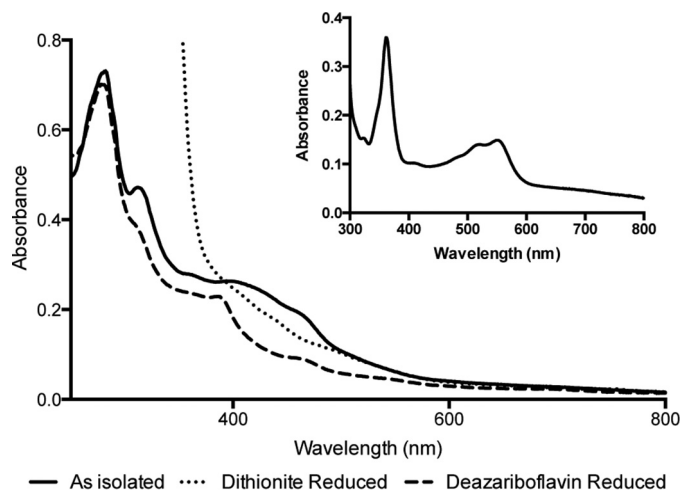 0.8
0.6
0.4
0.2
0.0
Absorbance
400
600
800
Wavelength (nm)
0.4
0.3
0.2
0.1
0.0
Absorbance
300 400 500 600 700 800
Wavelength (nm)
As isolated Dithionite Reduced Deazariboflavin Reduced